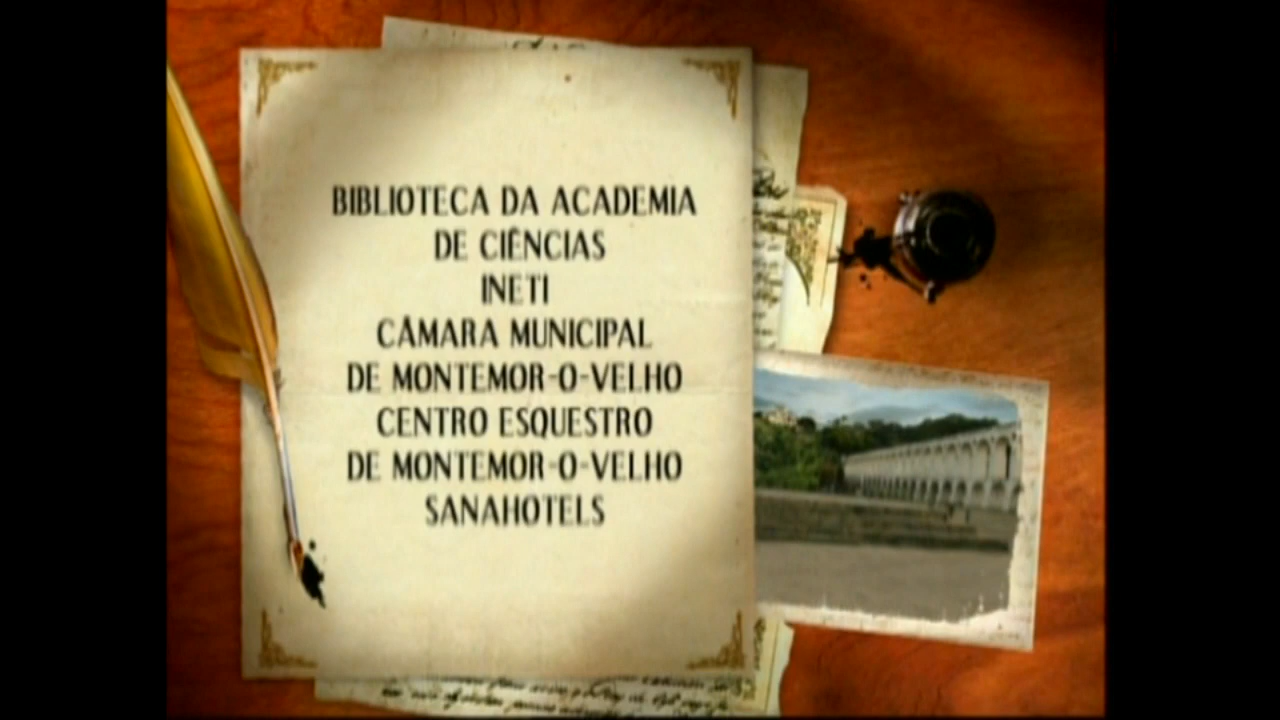 BIBLIOTECA DA ACADEMIA
DE CIÊNCIAS
INETI
CÂMARA MUNICIPAL
DE MONTEMOR-O-VELHO
CENTRO ESQUESTRO
DE MONTEMOR-O-VELHO
SANAHOTELS